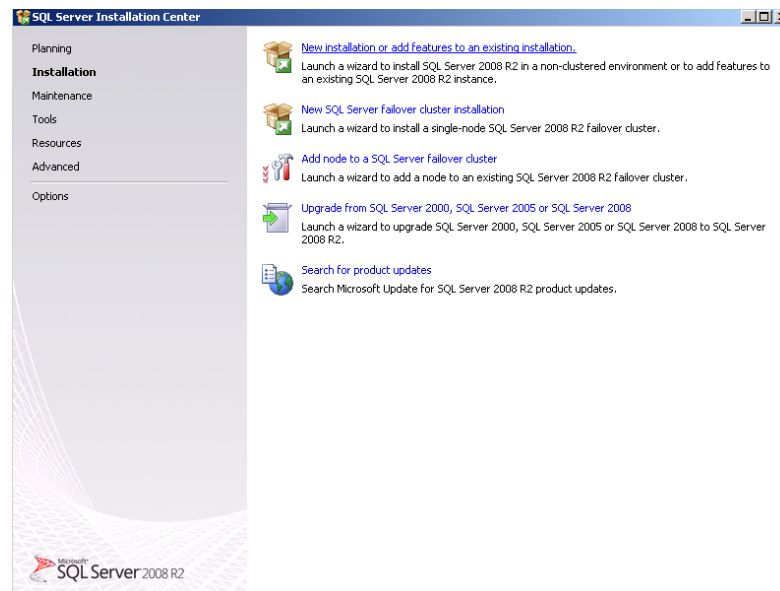 SQL Server Installation Center
Planning
Installation
Maintenance
Tools
Resources
Advanced
Options
New installation or add features to an existing installation.
Launch a wizard to install SQL Server 2008 R2 in a non-clustered environment or to add features to
an existing SQL Server 2008 R2 instance.
New SQL Server failover cluster installation
Launch a wizard to install a single-node SQL Server 2008 R2 failover cluster.
Add node to a SQL Server failover cluster
Launch a wizard to add a node to an existing SQL Server 2008 R2 failover cluster.
Upgrade from SQL Server 2000, SQL Server 2005 or SQL Server 2008
Launch a wizard to upgrade SQL Server 2000, SQL Server 2005 or SQL Server 2008 to SQL Server
2008 R2.
Search for product updates
Search Microsoft Update for SQL Server 2008 R2 product updates.
Microsoft
SQL Server 2008 R2